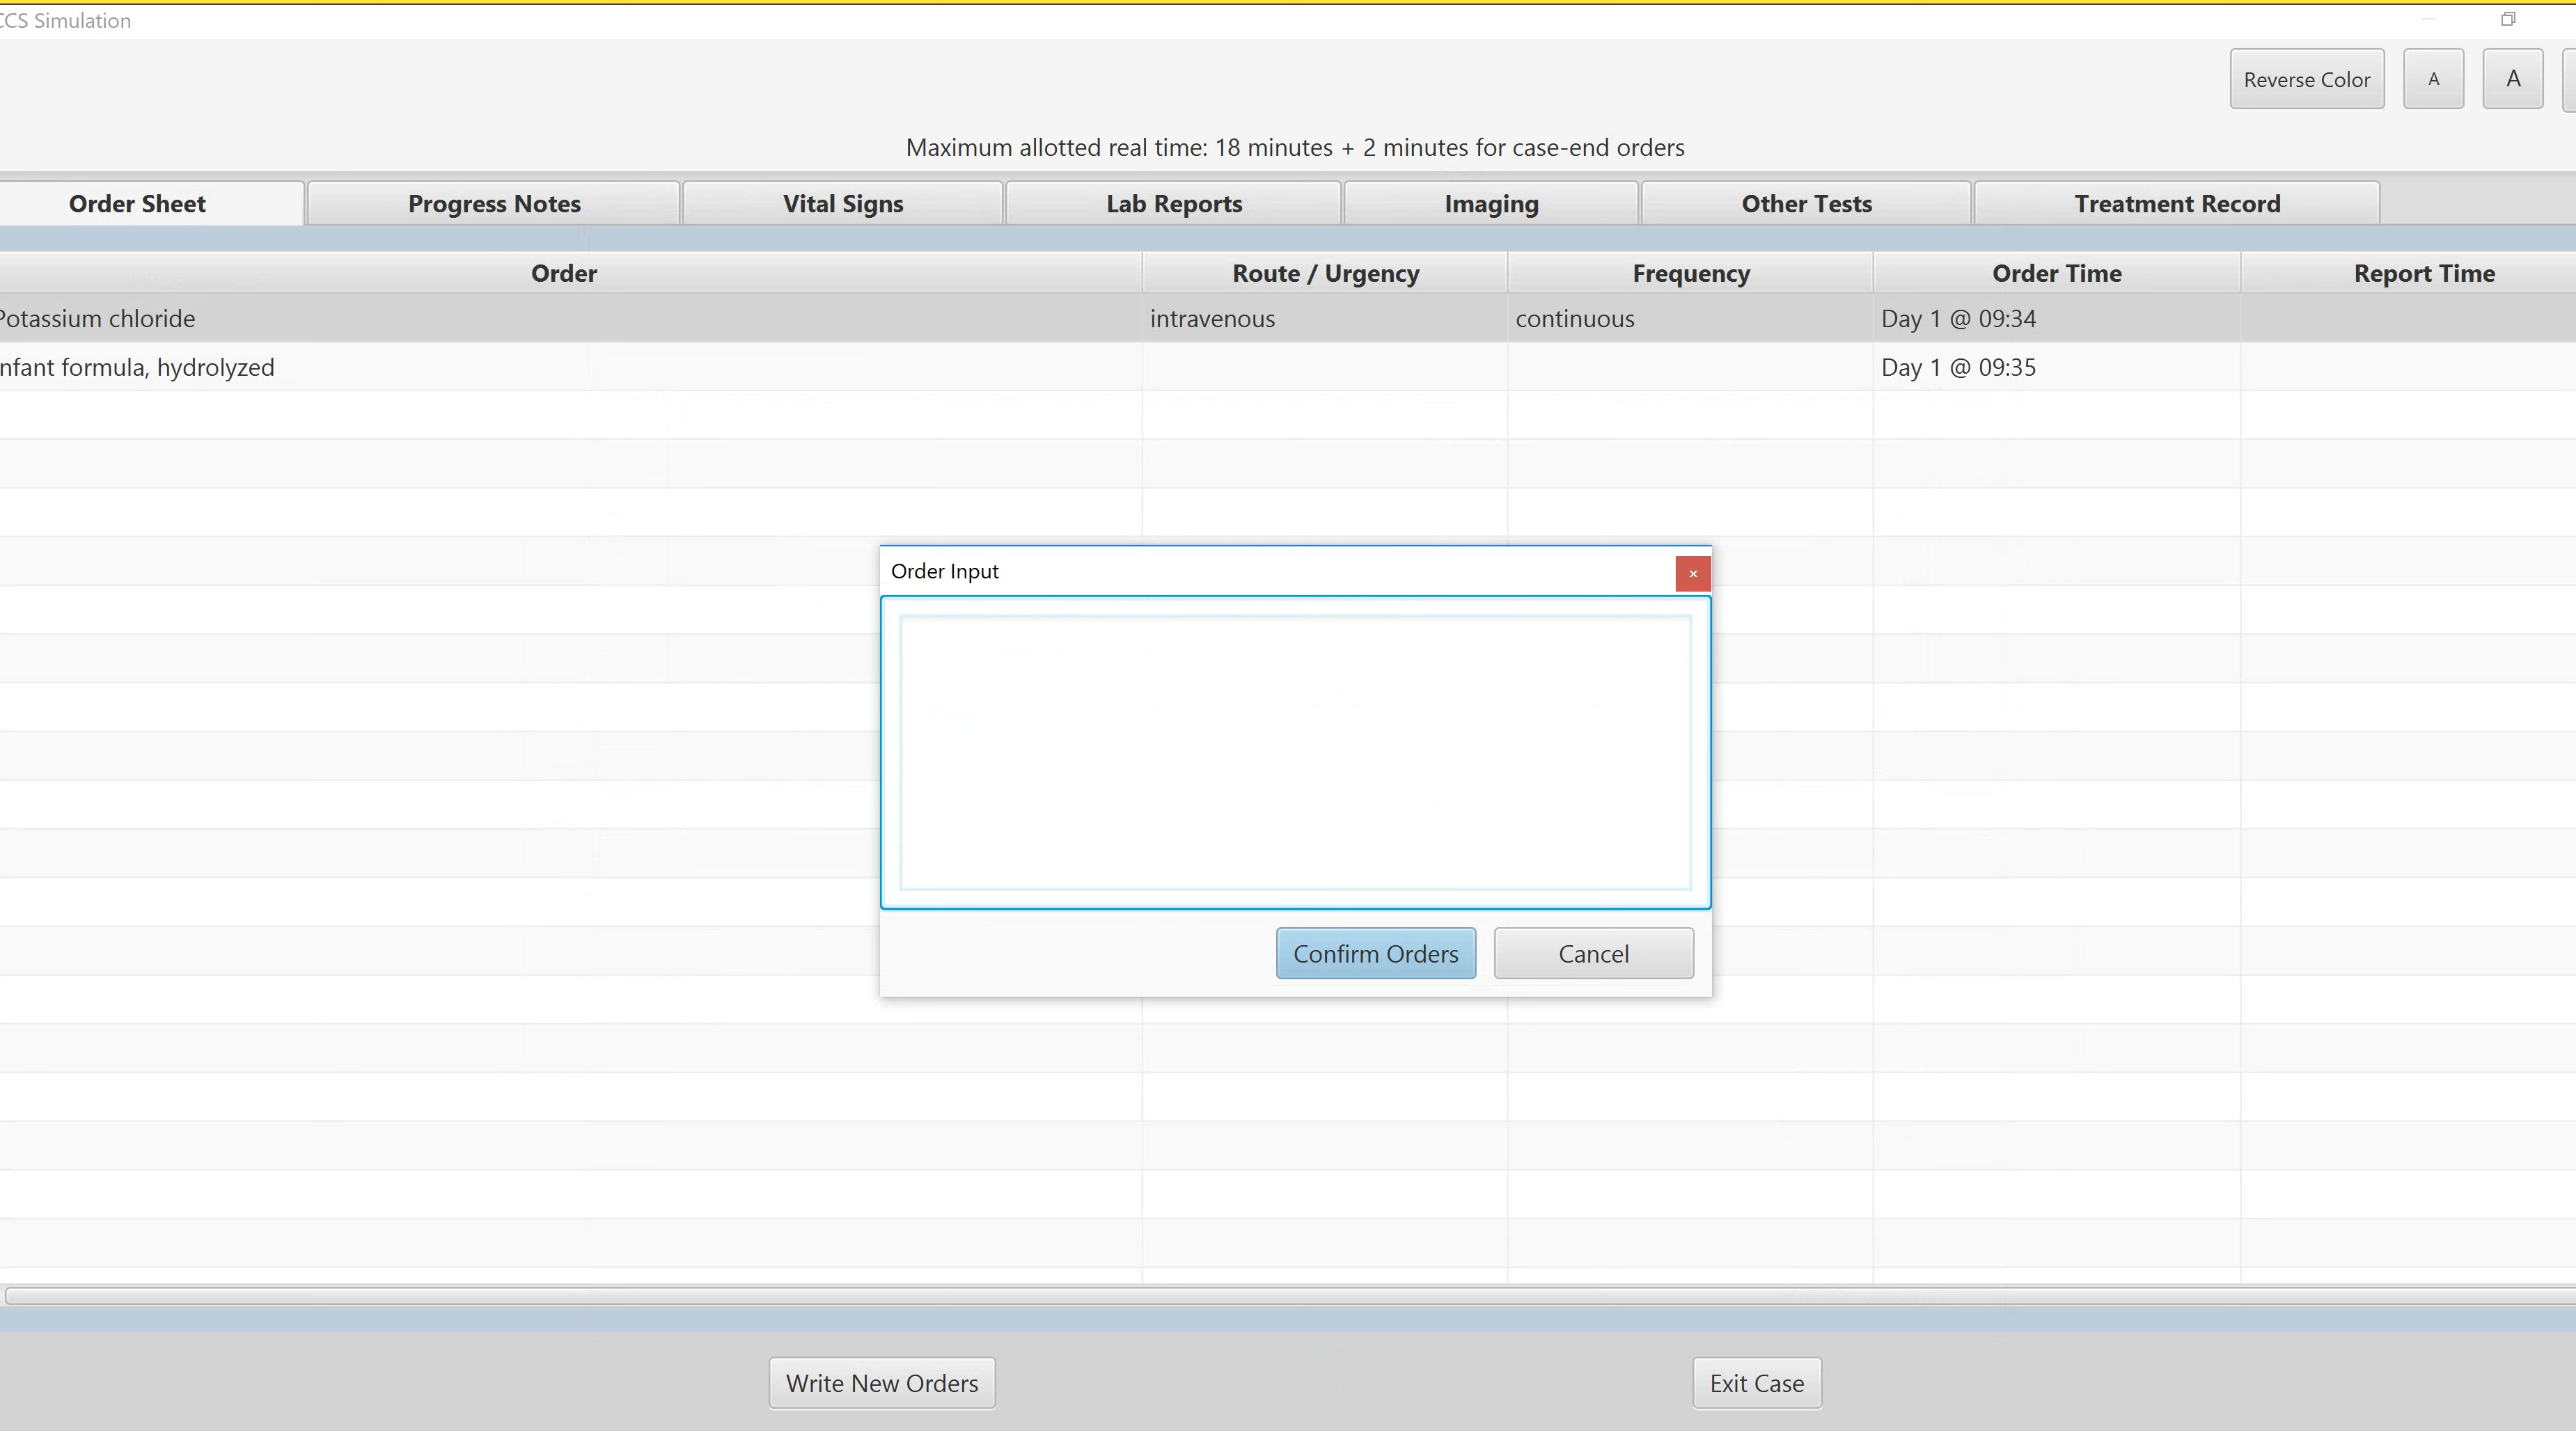 CCS Simulation
Reverse Color
A
A
Maximum allotted real time: 18 minutes + 2 minutes for case-end orders
Order Sheet Progress Notes Vital Signs Lab Reports Imaging Other Tests Treatment Record
Order Route / Urgency Frequency Order Time Report Time
Potassium chloride intravenous continuous Day 1 @ 09:34
nfant formula, hydrolyzed Day 1 @ 09:35
Order Input
×
Confirm Orders Cancel
Write New Orders Exit Case